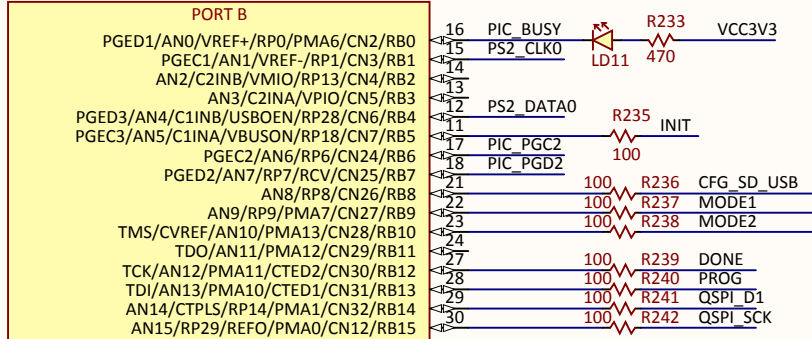 PORT B
PGED1/AN0/VREF+/RP0/PMA6/CN2/RB0 16 PIC_BUSY LD11 R233 470 VCC3V3
PGEC1/AN1/VREF-/RP1/CN3/RB1 15 PS2_CLK0
AN2/C2INB/VMIO/RP13/CN4/RB2 14
AN3/C2INA/VPIO/CN5/RB3 13
PGED3/AN4/C1INB/USBOEN/RP28/CN6/RB4 12 PS2_DATA0
PGEC3/AN5/C1INA/VBUSON/RP18/CN7/RB5 11 R235 100 INIT
PGEC2/AN6/RP6/CN24/RB6 17 PIC_PGC2
PGED2/AN7/RP7/RCV/CN25/RB7 18 PIC_PGD2
AN8/RP8/CN26/RB8 21 100 R236 CFG_SD_USB
AN9/RP9/PMA7/CN27/RB9 22 100 R237 MODE1
TMS/CVREF/AN10/PMA13/CN28/RB10 23 100 R238 MODE2
TDO/AN11/PMA12/CN29/RB11 24
TCK/AN12/PMA11/CTED2/CN30/RB12 27 100 R239 DONE
TDI/AN13/PMA10/CTED1/CN31/RB13 28 100 R240 PROG
AN14/CTPLS/RP14/PMA1/CN32/RB14 29 100 R241 QSPI_D1
AN15/RP29/REFO/PMA0/CN12/RB15 30 100 R242 QSPI_SCK